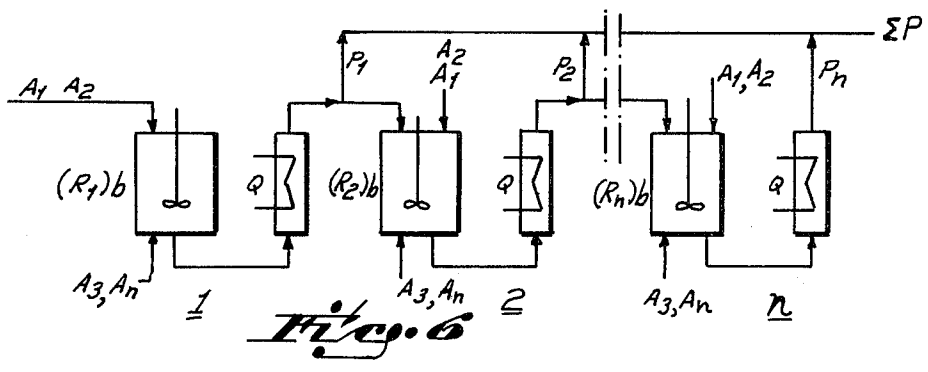 ΣP
P1
A2
A1
P2
Pn
A1 A2
A1, A2
(R1)b
Q
(R2)b
Q
(Rn)b
Q
A3, An
A3, An
A3, An
1
2
n
Fig. 6